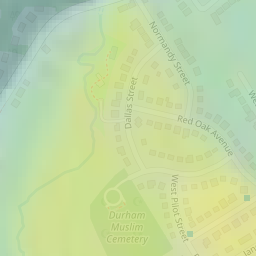 Normandy Street
Dallas Street
Red Oak Avenue
West Pilot Street
Durham
Muslim
Cemetery